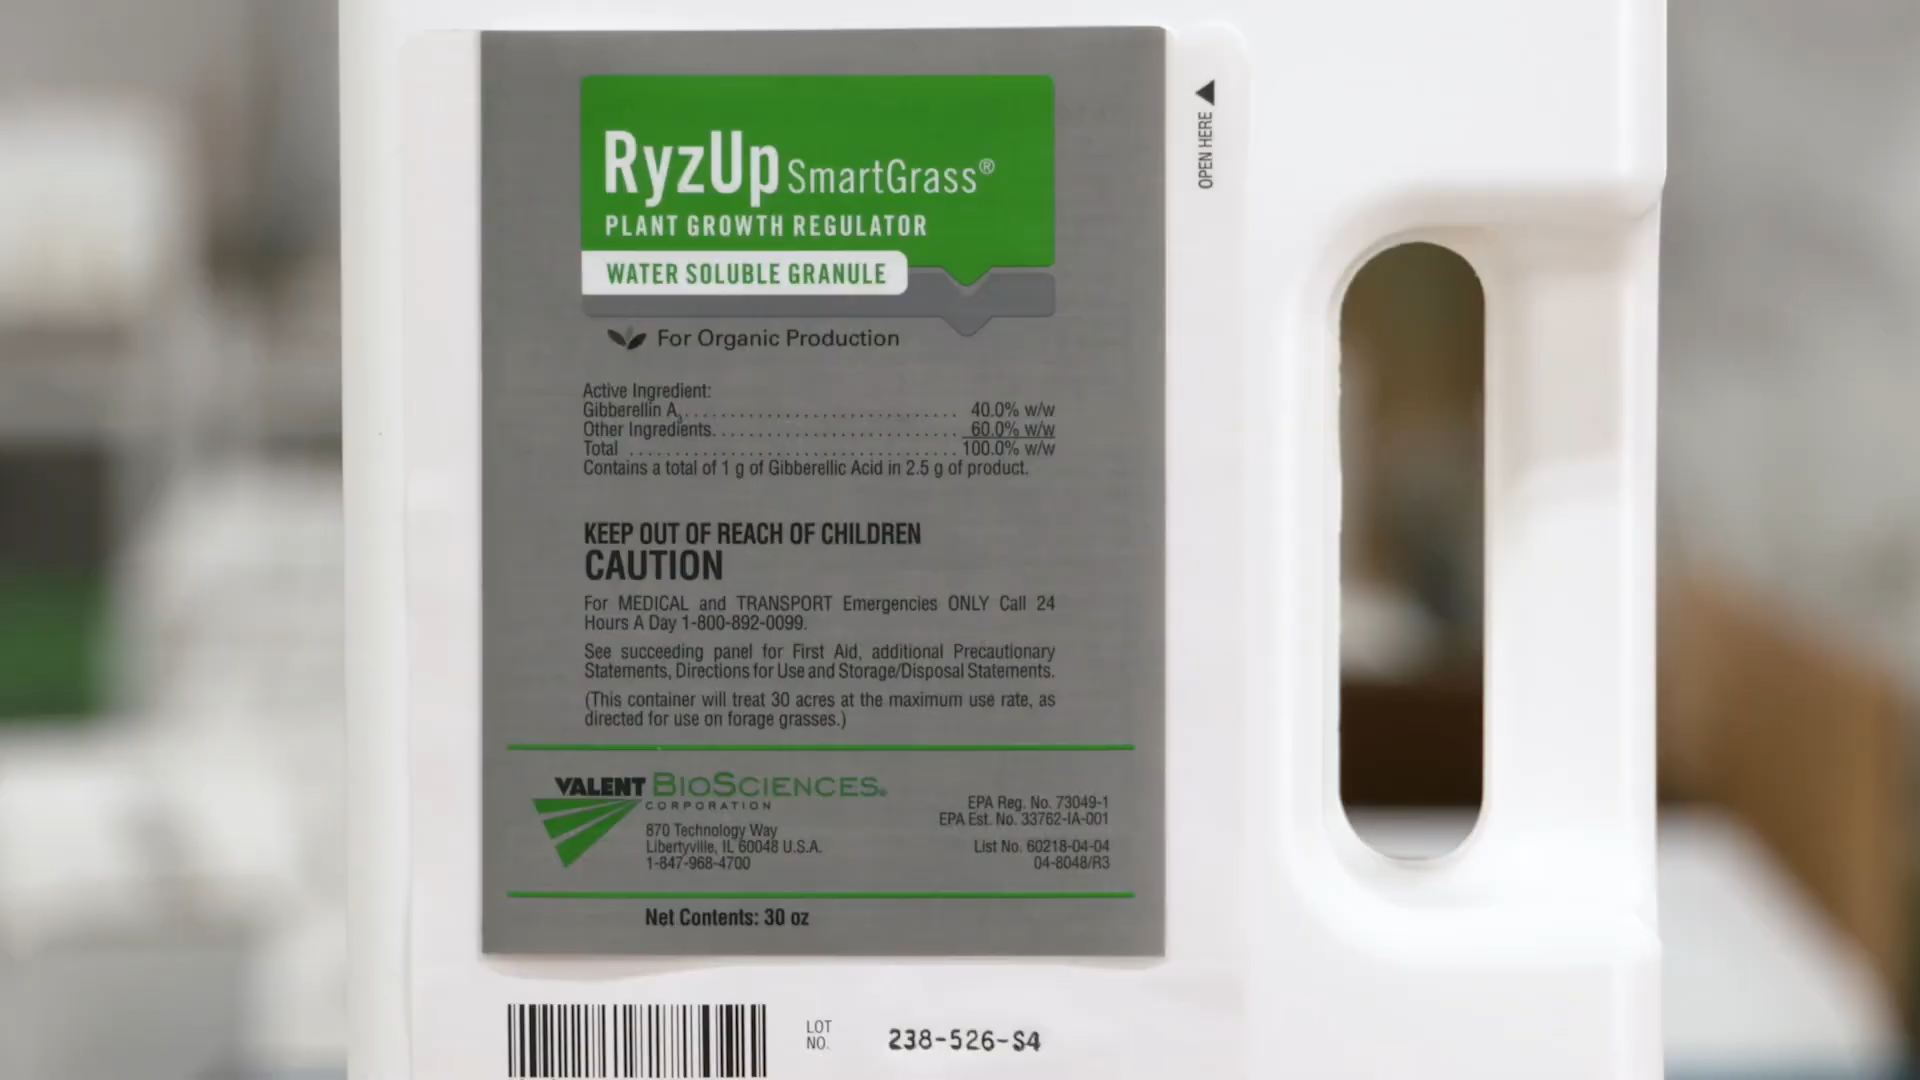 RyzUp SmartGrass®
PLANT GROWTH REGULATOR
WATER SOLUBLE GRANULE
For Organic Production
OPEN HERE
Active Ingredient:
Gibberellin A3 . . . . . . . . . . . . . . . . . . . . . . . . . . . . . . 40.0% w/w
Other Ingredients. . . . . . . . . . . . . . . . . . . . . . . . . . . 60.0% w/w
Total . . . . . . . . . . . . . . . . . . . . . . . . . . . . . . . . . . . . 100.0% w/w
Contains a total of 1 g of Gibberellic Acid in 2.5 g of product.
KEEP OUT OF REACH OF CHILDREN
CAUTION
For MEDICAL and TRANSPORT Emergencies ONLY Call 24
Hours A Day 1-800-892-0099.
See succeeding panel for First Aid, additional Precautionary
Statements, Directions for Use and Storage/Disposal Statements.
(This container will treat 30 acres at the maximum use rate, as
directed for use on forage grasses.)
VALENT BIOSCIENCES®
CORPORATION
870 Technology Way
Libertyville, IL 60048 U.S.A.
1-847-968-4700
EPA Reg. No. 73049-1
EPA Est. No. 33762-IA-001
List No. 60218-04-04
04-8048/R3
Net Contents: 30 oz
LOT
NO.
238-526-S4